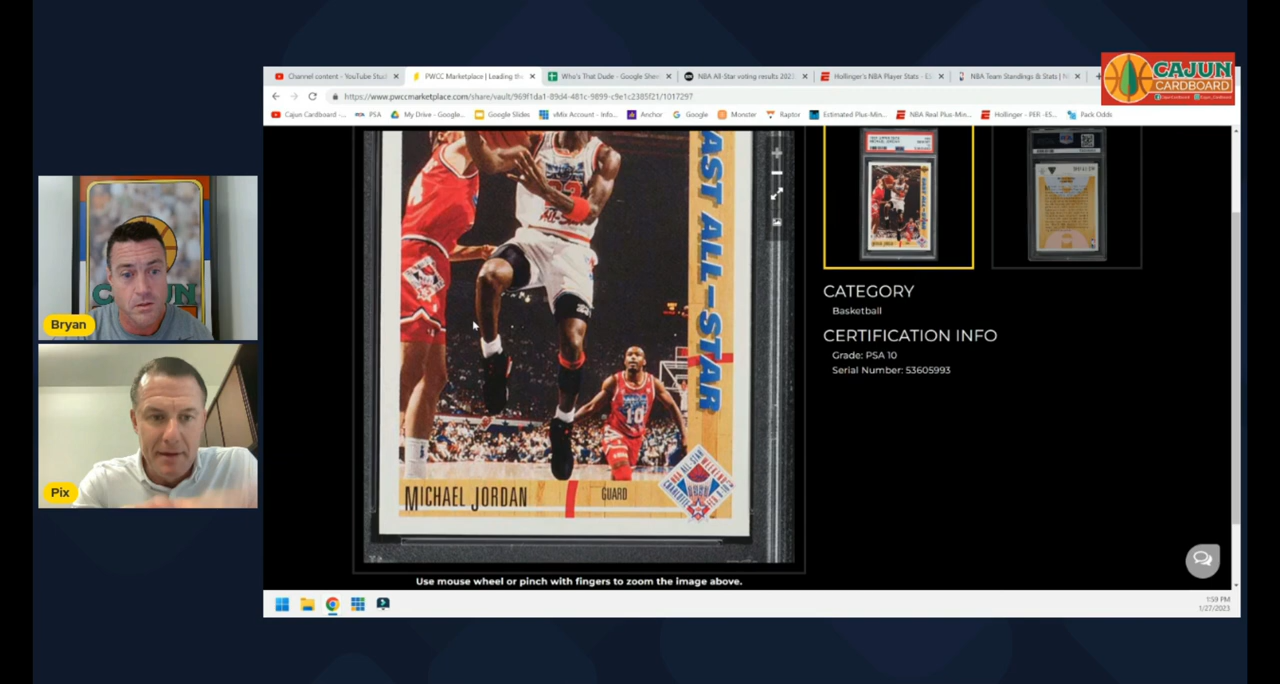 CAJUN
CARDBOARD
Channel content - YouTube Stud
PWCC Marketplace | Leading the
Who's That Dude - Google Shee
NBA All-Star voting results 2023
Hollinger's NBA Player Stats - ES
NBA Team Standings & Stats | N
https://www.pwccmarketplace.com/share/vault/969f1da1-89d4-481c-9899-c9e1c2385f21/1017297
Cajun Cardboard -...
PSA
My Drive - Google...
Google Slides
vMix Account - Info...
Anchor
Google
Monster
Raptor
Estimated Plus-Min...
NBA Real Plus-Min...
Hollinger - PER -ES...
Pack Odds
EAST ALL-STAR
10
MICHAEL JORDAN
GUARD
CATEGORY
Basketball
CERTIFICATION INFO
Grade: PSA 10
Serial Number: 53605993
Bryan
Pix
Use mouse wheel or pinch with fingers to zoom the image above.
1:59 PM
1/27/2023